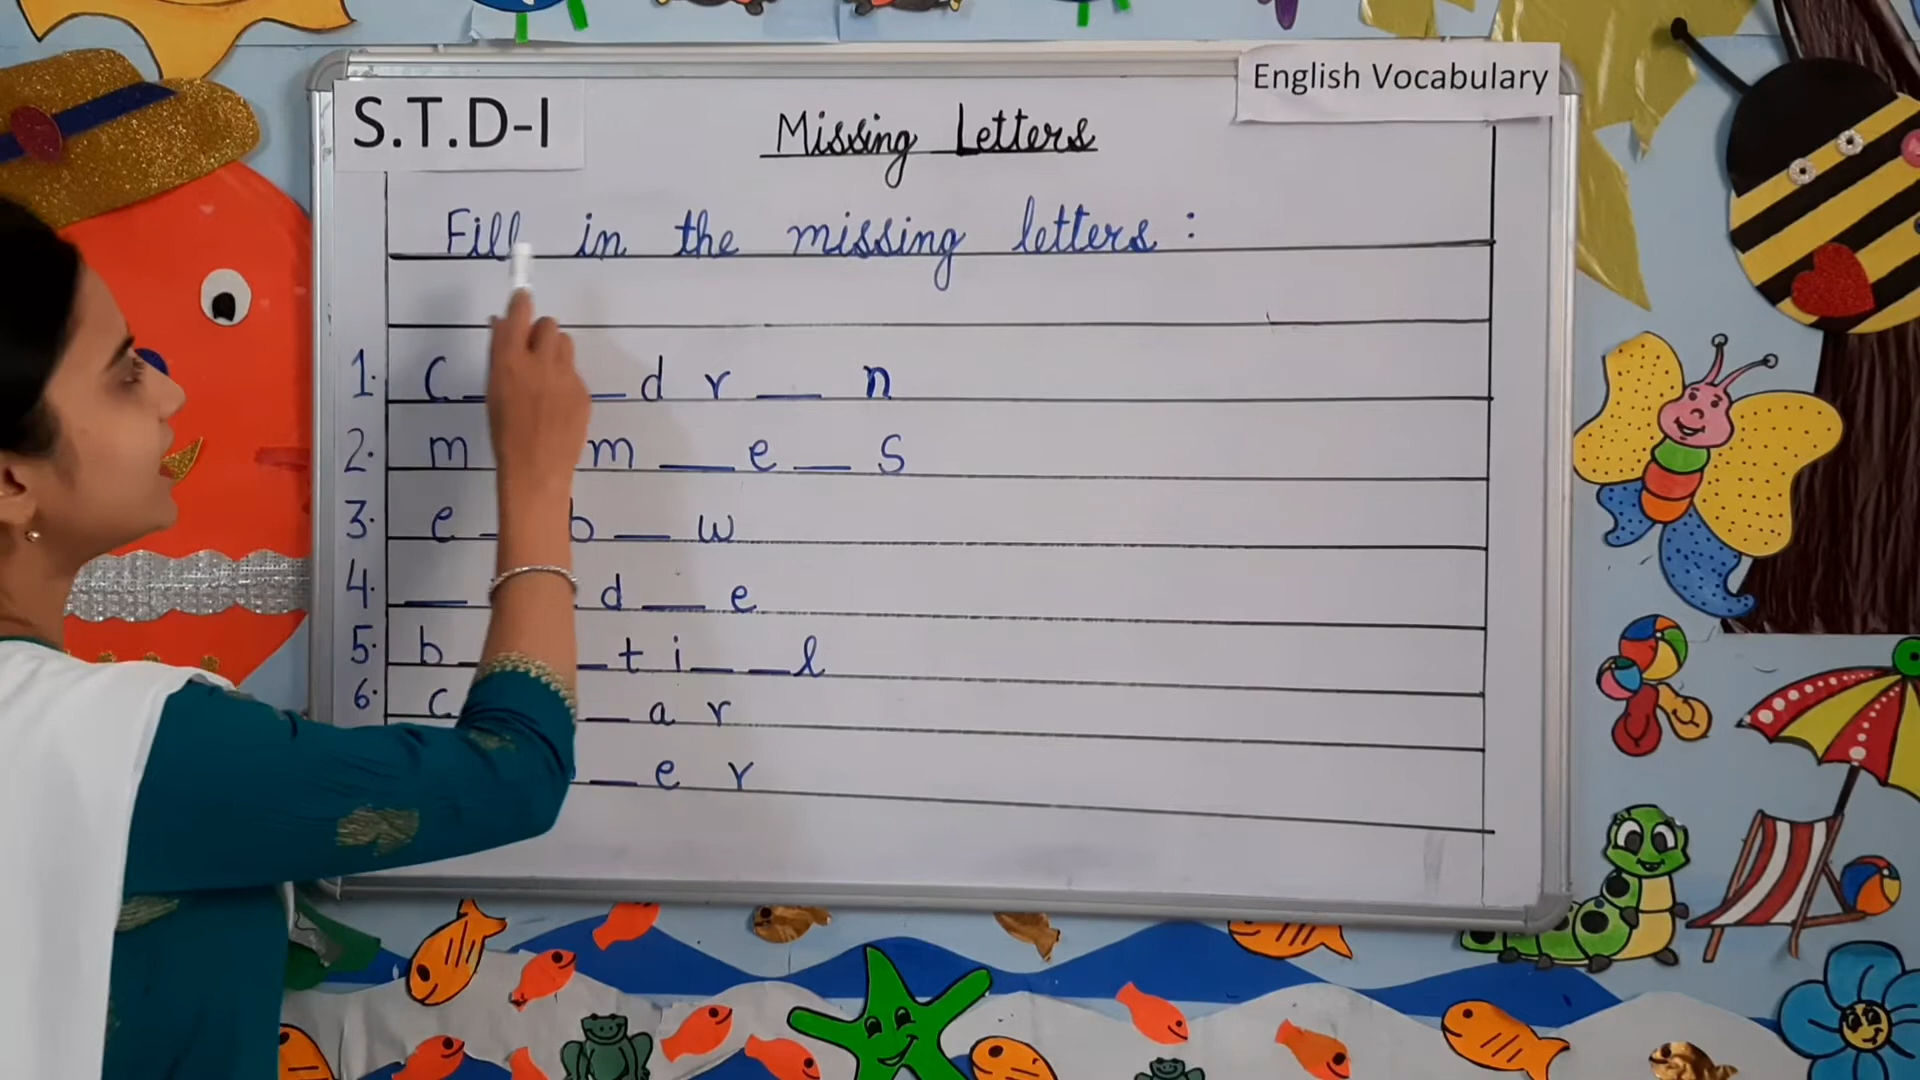 S.T.D-I
Missing Letters
English Vocabulary
Fill in the missing letters:
1. C _ _ d r _ n
2. m m _ e _ s
3. e _ b _ w
4. _ d _ e
5. b _ _ t i _ _ l
6. c _ a r
_ e r